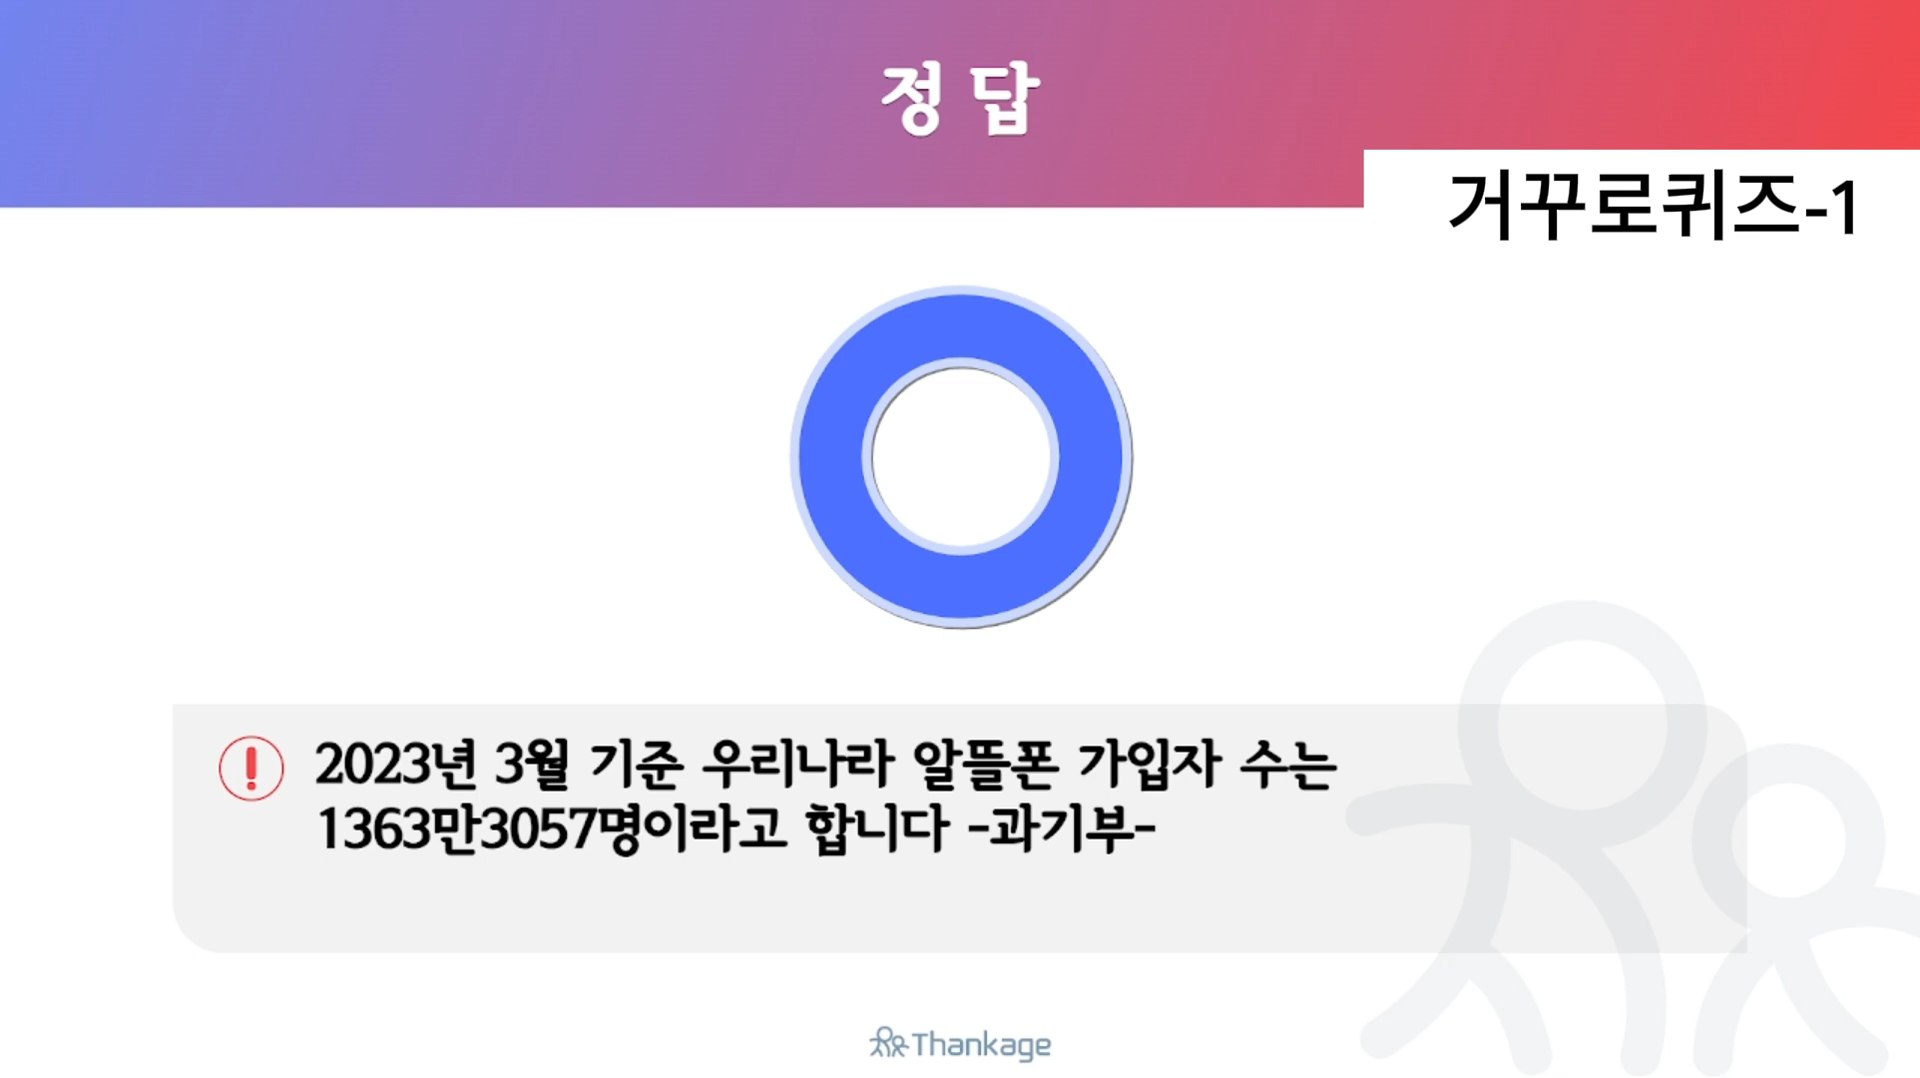 정답
거꾸로퀴즈-1
2023년 3월 기준 우리나라 알뜰폰 가입자 수는
1363만3057명이라고 합니다 -과기부-
Thankage